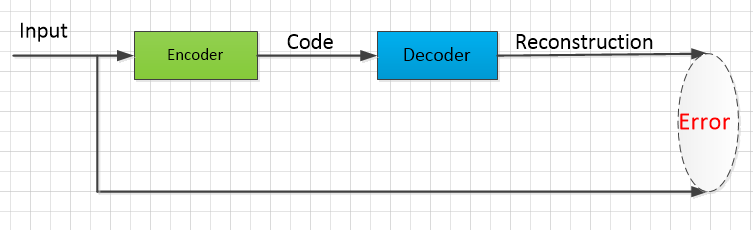 Input
Encoder
Code
Decoder
Reconstruction
Error